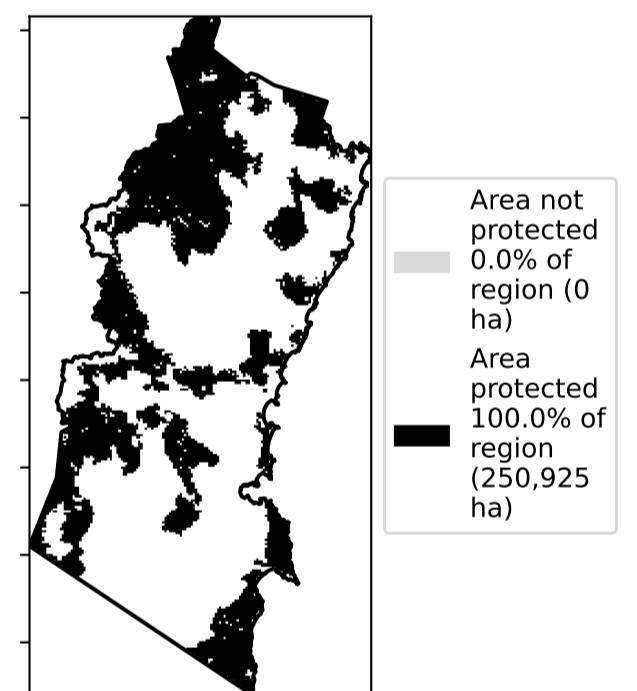 Area not
protected
0.0% of
region (0
ha)
Area
protected
100.0% of
region
(250,925
ha)